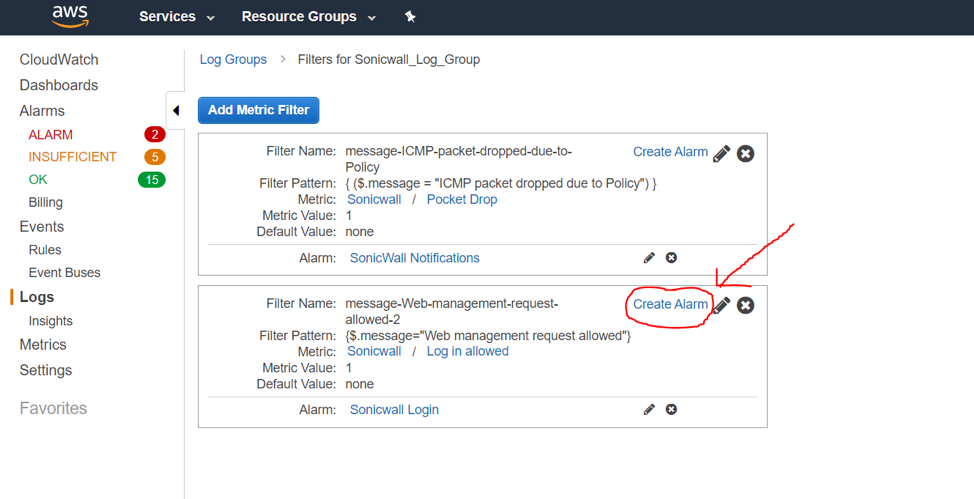 aws
Services
Resource Groups
CloudWatch
Dashboards
Alarms
ALARM 2
INSUFFICIENT 5
OK 15
Billing
Events
Rules
Event Buses
Logs
Insights
Metrics
Settings
Favorites
Log Groups > Filters for Sonicwall_Log_Group
Add Metric Filter
Filter Name: message-ICMP-packet-dropped-due-to-
Policy
Create Alarm
Filter Pattern: { ($.message = "ICMP packet dropped due to Policy") }
Metric: Sonicwall / Pocket Drop
Metric Value: 1
Default Value: none
Alarm: SonicWall Notifications
Filter Name: message-Web-management-request-
allowed-2
Create Alarm
Filter Pattern: {$.message="Web management request allowed"}
Metric: Sonicwall / Log in allowed
Metric Value: 1
Default Value: none
Alarm: Sonicwall Login